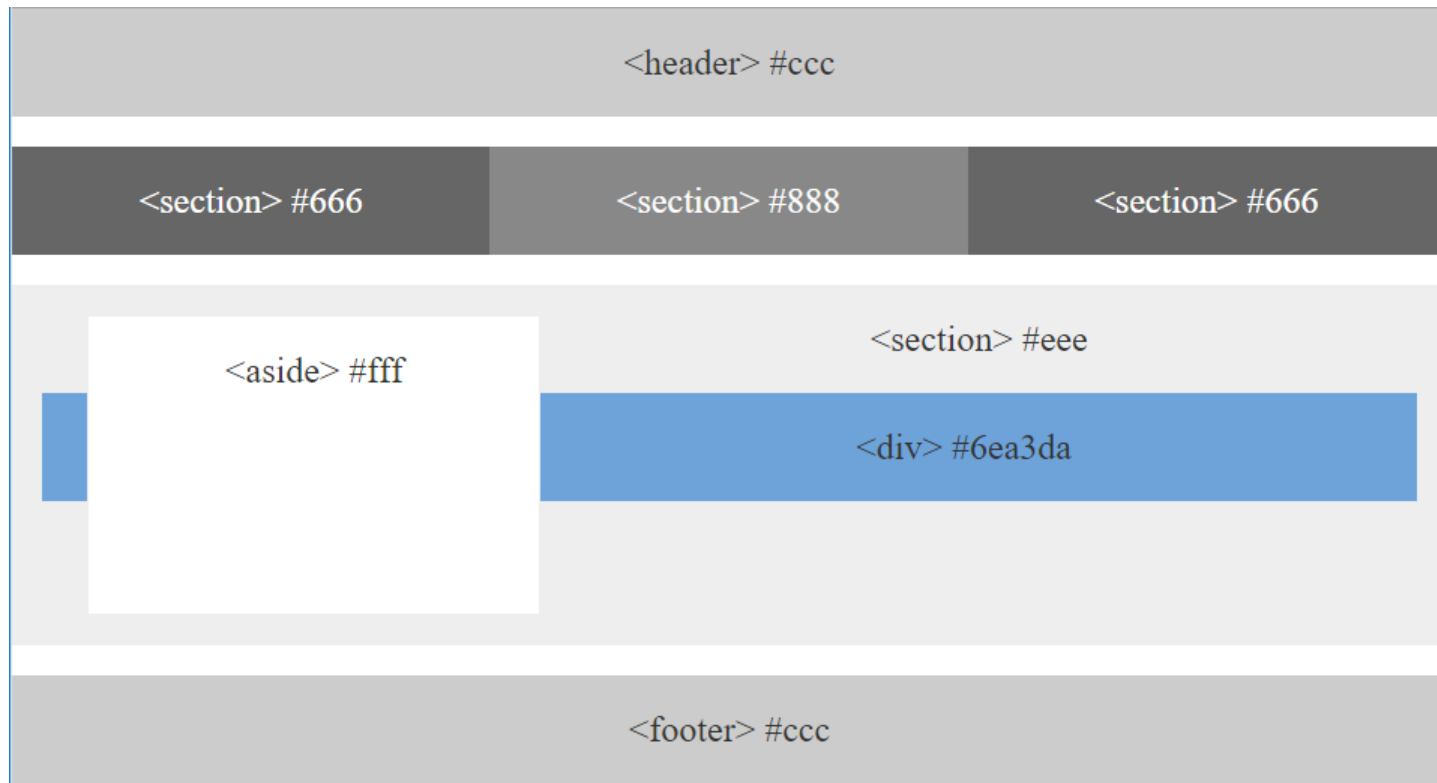 <header> #ccc
<section> #666
<section> #888
<section> #666
<section> #eee
<aside> #fff
<div> #6ea3da
<footer> #ccc